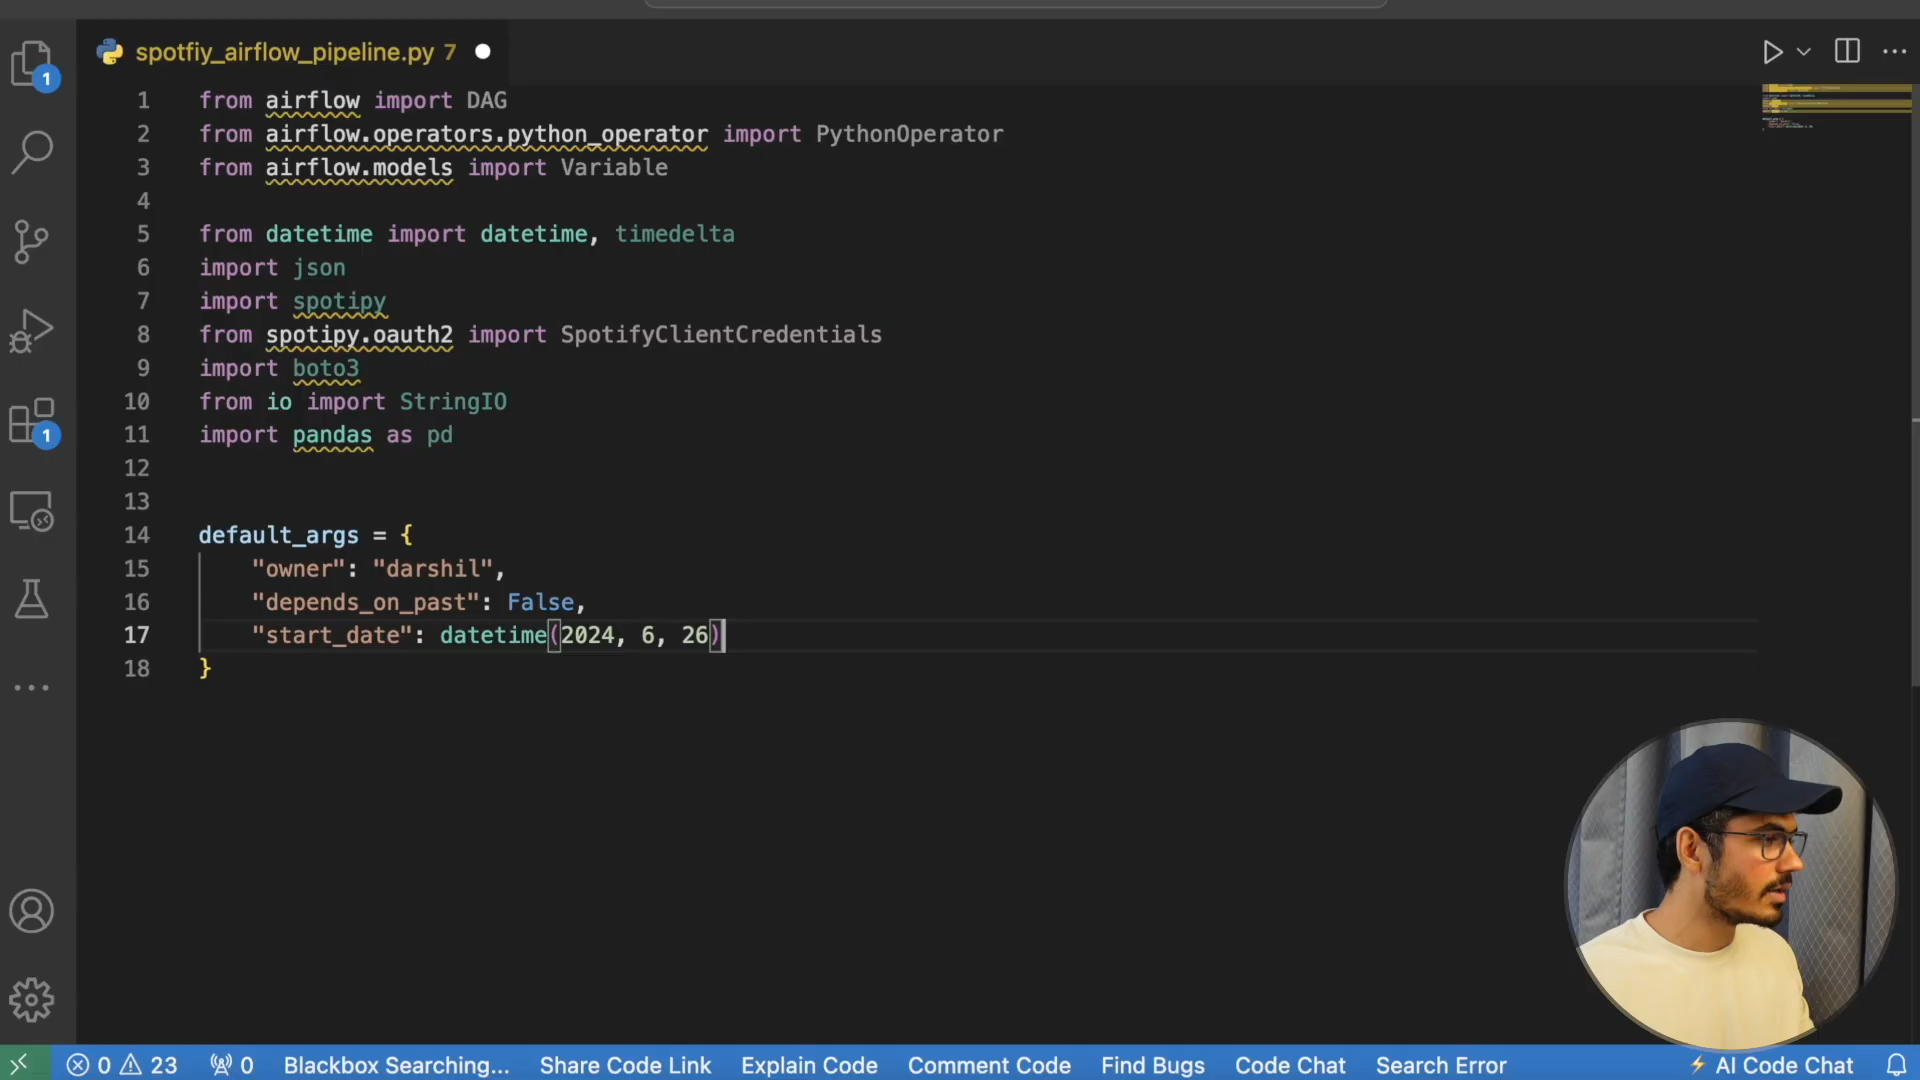 spotfiy_airflow_pipeline.py 7
1
1
1 from airflow import DAG
2 from airflow.operators.python_operator import PythonOperator
3 from airflow.models import Variable
4
5 from datetime import datetime, timedelta
6 import json
7 import spotipy
8 from spotipy.oauth2 import SpotifyClientCredentials
9 import boto3
10 from io import StringIO
11 import pandas as pd
12
13
14 default_args = {
15 "owner": "darshil",
16 "depends_on_past": False,
17 "start_date": datetime(2024, 6, 26)
18 }
0 23 0 Blackbox Searching... Share Code Link Explain Code Comment Code Find Bugs Code Chat Search Error AI Code Chat